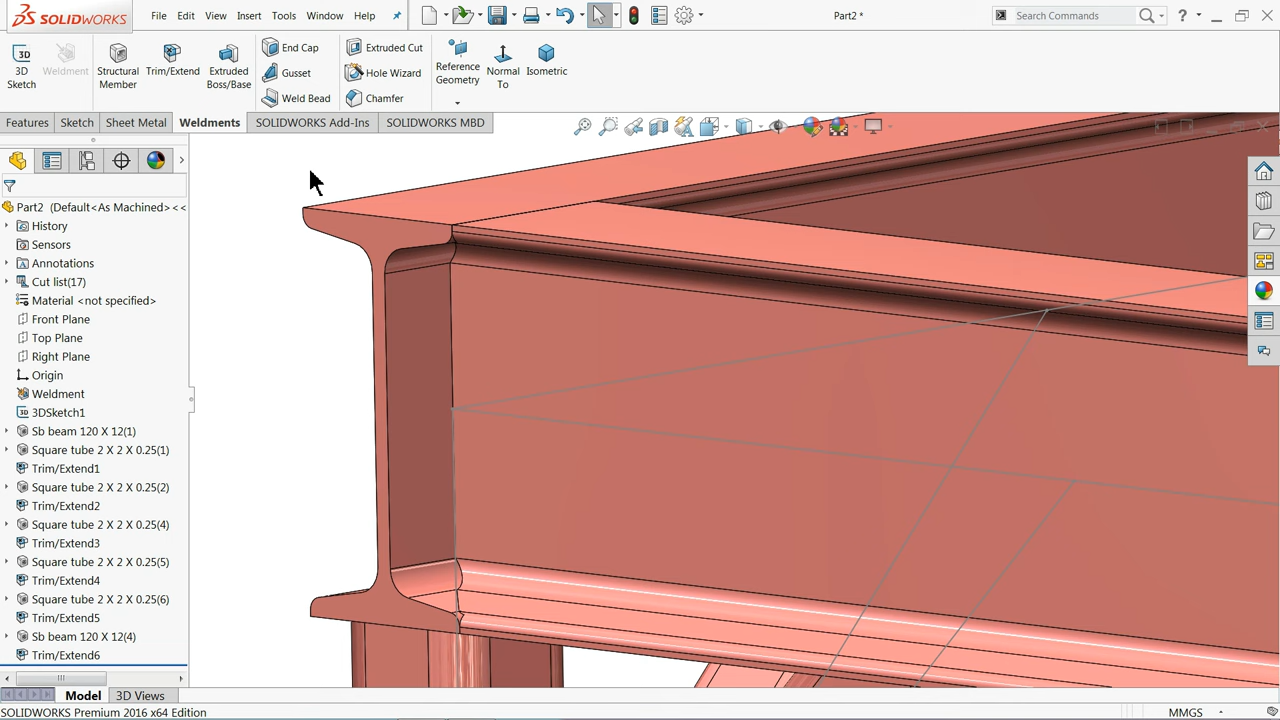 SOLIDWORKS File Edit View Insert Tools Window Help Part2 * Search Commands ?
3D Sketch
Weldment
Structural Member
Trim/Extend
Extruded Boss/Base
End Cap
Gusset
Weld Bead
Extruded Cut
Hole Wizard
Chamfer
Reference Geometry
Normal To
Isometric
Features Sketch Sheet Metal Weldments SOLIDWORKS Add-Ins SOLIDWORKS MBD
Part2 (Default<As Machined><<
History
Sensors
Annotations
Cut list(17)
Material <not specified>
Front Plane
Top Plane
Right Plane
Origin
Weldment
3DSketch1
Sb beam 120 X 12(1)
Square tube 2 X 2 X 0.25(1)
Trim/Extend1
Square tube 2 X 2 X 0.25(2)
Trim/Extend2
Square tube 2 X 2 X 0.25(4)
Trim/Extend3
Square tube 2 X 2 X 0.25(5)
Trim/Extend4
Square tube 2 X 2 X 0.25(6)
Trim/Extend5
Sb beam 120 X 12(4)
Trim/Extend6
Model 3D Views
SOLIDWORKS Premium 2016 x64 Edition MMGS